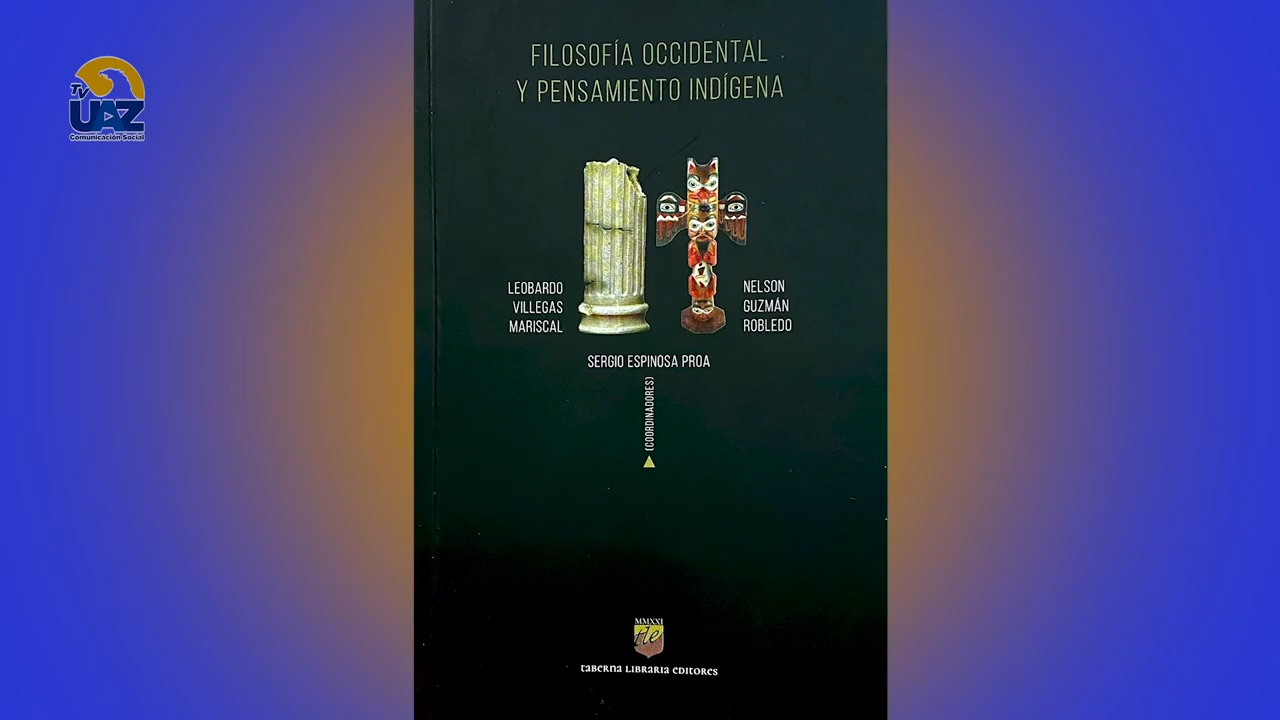 TV
UAZ
Comunicación Social
FILOSOFÍA OCCIDENTAL
Y PENSAMIENTO INDÍGENA
LEOBARDO
VILLEGAS
MARISCAL
NELSON
GUZMÁN
ROBLEDO
SERGIO ESPINOSA PROA
(COORDINADORES)
MMXXI
tle
TABERNA LIBRARIA EDITORES